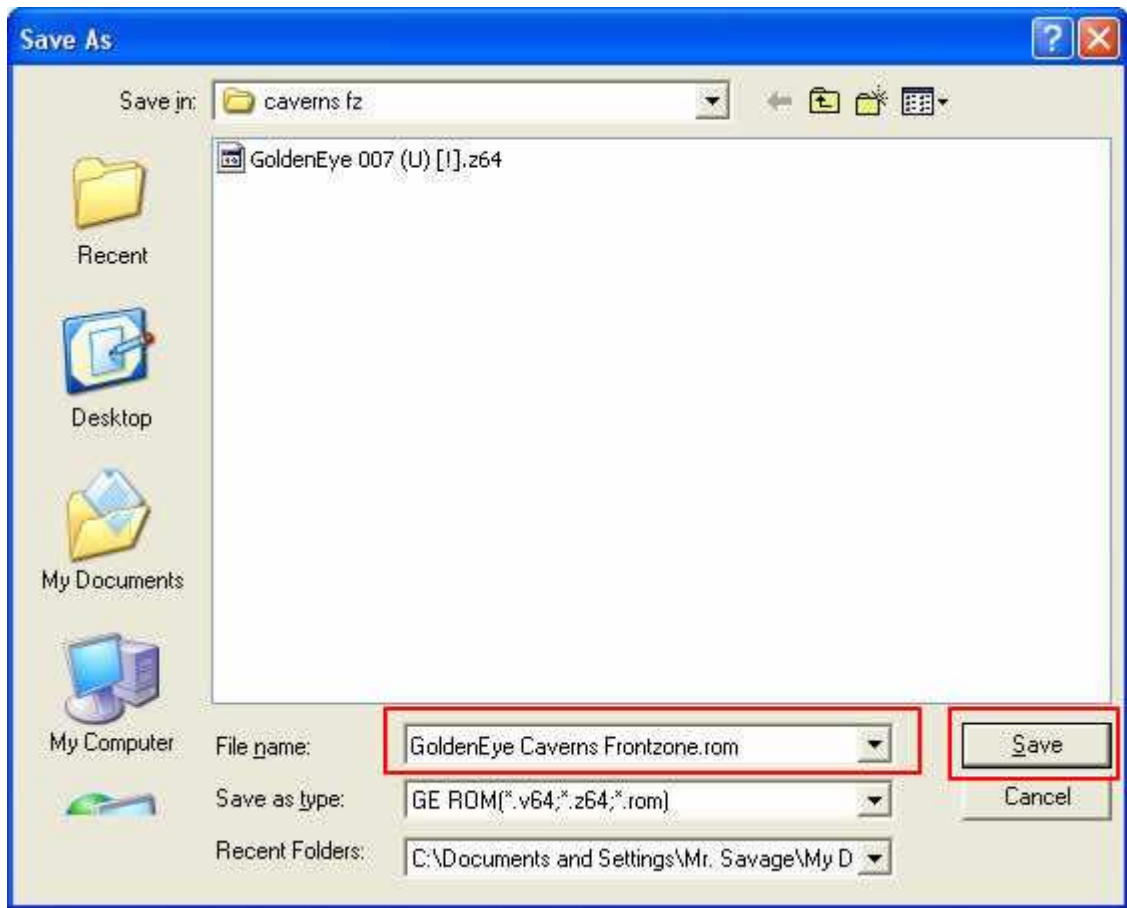 Save As
Save in:
caverns fz
GoldenEye 007 (U) [!].z64
Recent
Desktop
My Documents
My Computer
File name:
GoldenEye Caverns Frontzone.rom
Save
Save as type:
GE ROM(*.v64;*.z64;*.rom)
Cancel
Recent Folders:
C:\Documents and Settings\Mr. Savage\My D